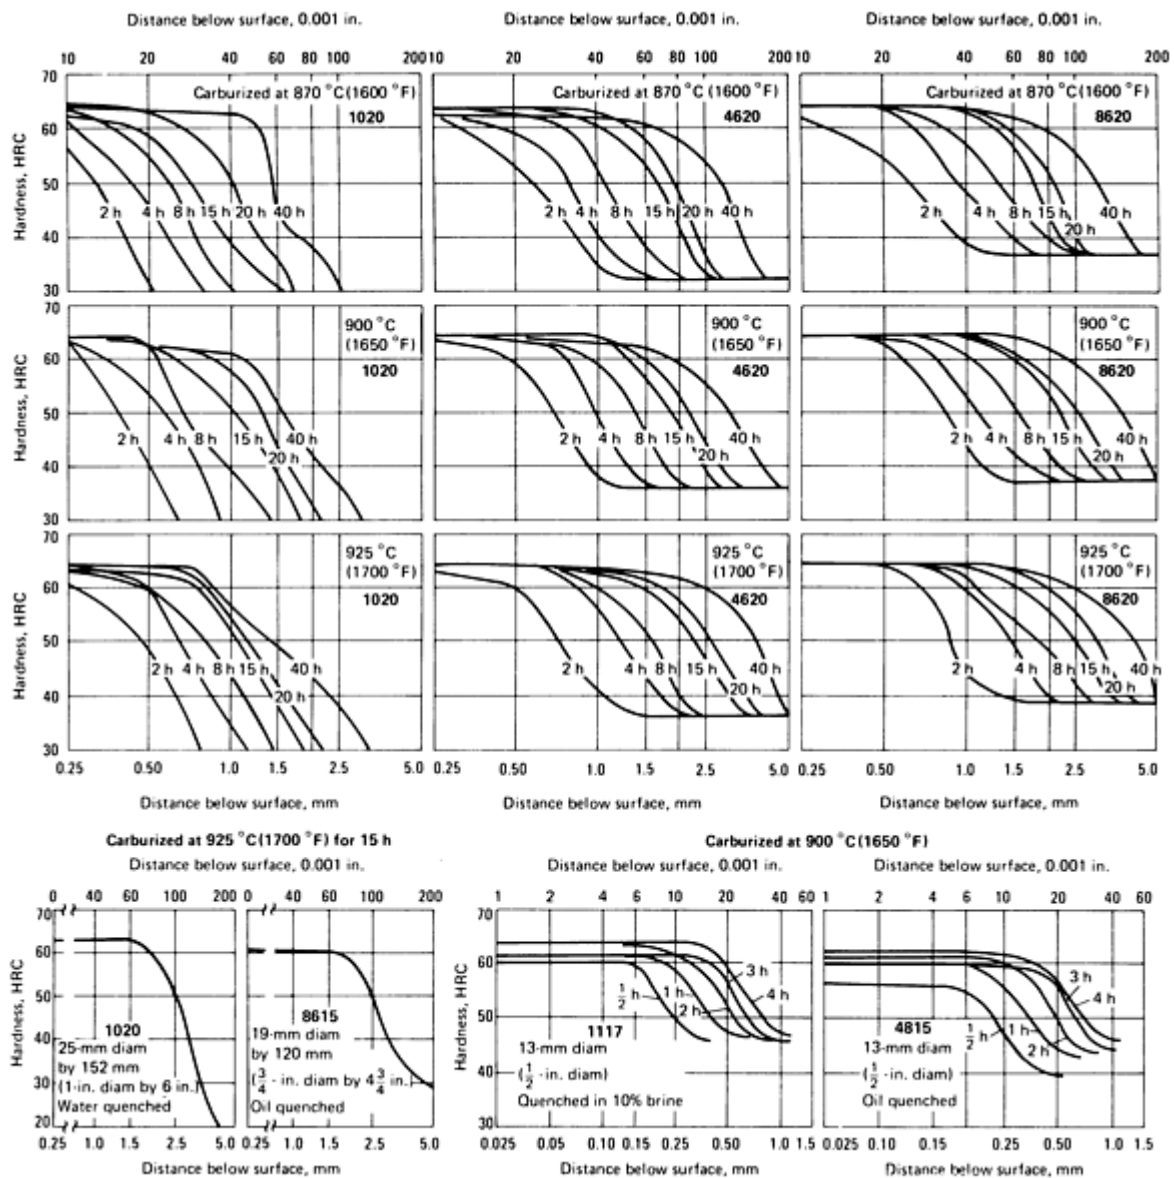 Distance below surface, 0.001 in.
Distance below surface, 0.001 in.
Distance below surface, 0.001 in.
10 20 40 60 80 100 200
10 20 40 60 80 100 200
10 20 40 60 80 100 200
Hardness, HRC
70
60
50
40
30
Carburized at 870 °C (1600 °F)
1020
2 h 4 h 8 h 15 h 20 h 40 h
Carburized at 870 °C (1600 °F)
4620
2 h 4 h 8 h 15 h 20 h 40 h
Carburized at 870 °C (1600 °F)
8620
2 h 4 h 8 h 15 h 40 h
20 h
Hardness, HRC
70
60
50
40
30
900 °C
(1650 °F)
1020
2 h 4 h 8 h 15 h 40 h
20 h
900 °C
(1650 °F)
4620
2 h 4 h 8 h 15 h 40 h
20 h
900 °C
(1650 °F)
8620
2 h 4 h 8 h 15 h 40 h
20 h
Hardness, HRC
70
60
50
40
30
925 °C
(1700 °F)
1020
2 h 4 h 8 h 15 h 40 h
20 h
925 °C
(1700 °F)
4620
2 h 4 h 8 h 15 h 40 h
20 h
925 °C
(1700 °F)
8620
2 h 4 h 8 h 15 h 40 h
20 h
0.25 0.50 1.0 1.5 2.5 5.0
0.25 0.50 1.0 1.5 2.5 5.0
0.25 0.50 1.0 1.5 2.5 5.0
Distance below surface, mm
Distance below surface, mm
Distance below surface, mm
Carburized at 925 °C (1700 °F) for 15 h
Distance below surface, 0.001 in.
0 40 60 100 200
0 40 60 100 200
Hardness, HRC
70
60
50
40
30
20
1020
25-mm diam
by 152 mm
(1-in. diam by 6 in.)
Water quenched
8615
19-mm diam
by 120 mm
(3/4 - in. diam by 4 3/4 in.)
Oil quenched
0.25 1.0 1.5 2.5 5.0
0.25 1.0 1.5 2.5 5.0
Distance below surface, mm
Carburized at 900 °C (1650 °F)
Distance below surface, 0.001 in.
Distance below surface, 0.001 in.
1 2 4 6 10 20 40 60
1 2 4 6 10 20 40 60
Hardness, HRC
70
60
50
40
30
1/2 h 1 h 2 h 3 h 4 h
1117
13-mm diam
(1/2 -in. diam)
Quenched in 10% brine
1/2 h 1 h 2 h 3 h 4 h
4815
13-mm diam
(1/2 -in. diam)
Oil quenched
0.025 0.05 0.10 0.15 0.25 0.50 1.0 1.5
0.025 0.10 0.15 0.25 0.50 1.0 1.5
Distance below surface, mm
Distance below surface, mm